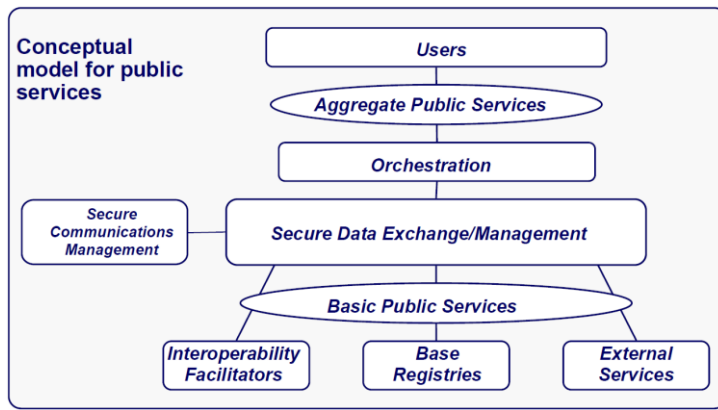 Conceptual
model for public
services
Users
Aggregate Public Services
Orchestration
Secure
Communications
Management
Secure Data Exchange/Management
Basic Public Services
Interoperability
Facilitators
Base
Registries
External
Services